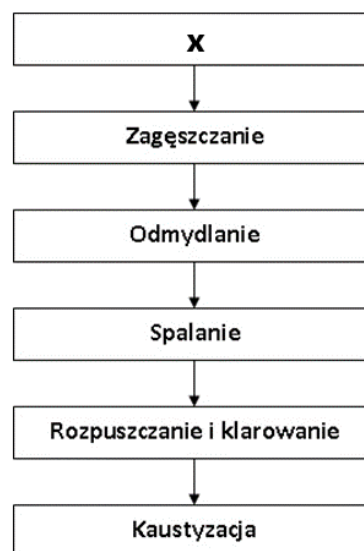 x
Zagęszczanie
Odmydlanie
Spalanie
Rozpuszczanie i klarowanie
Kaustyzacja